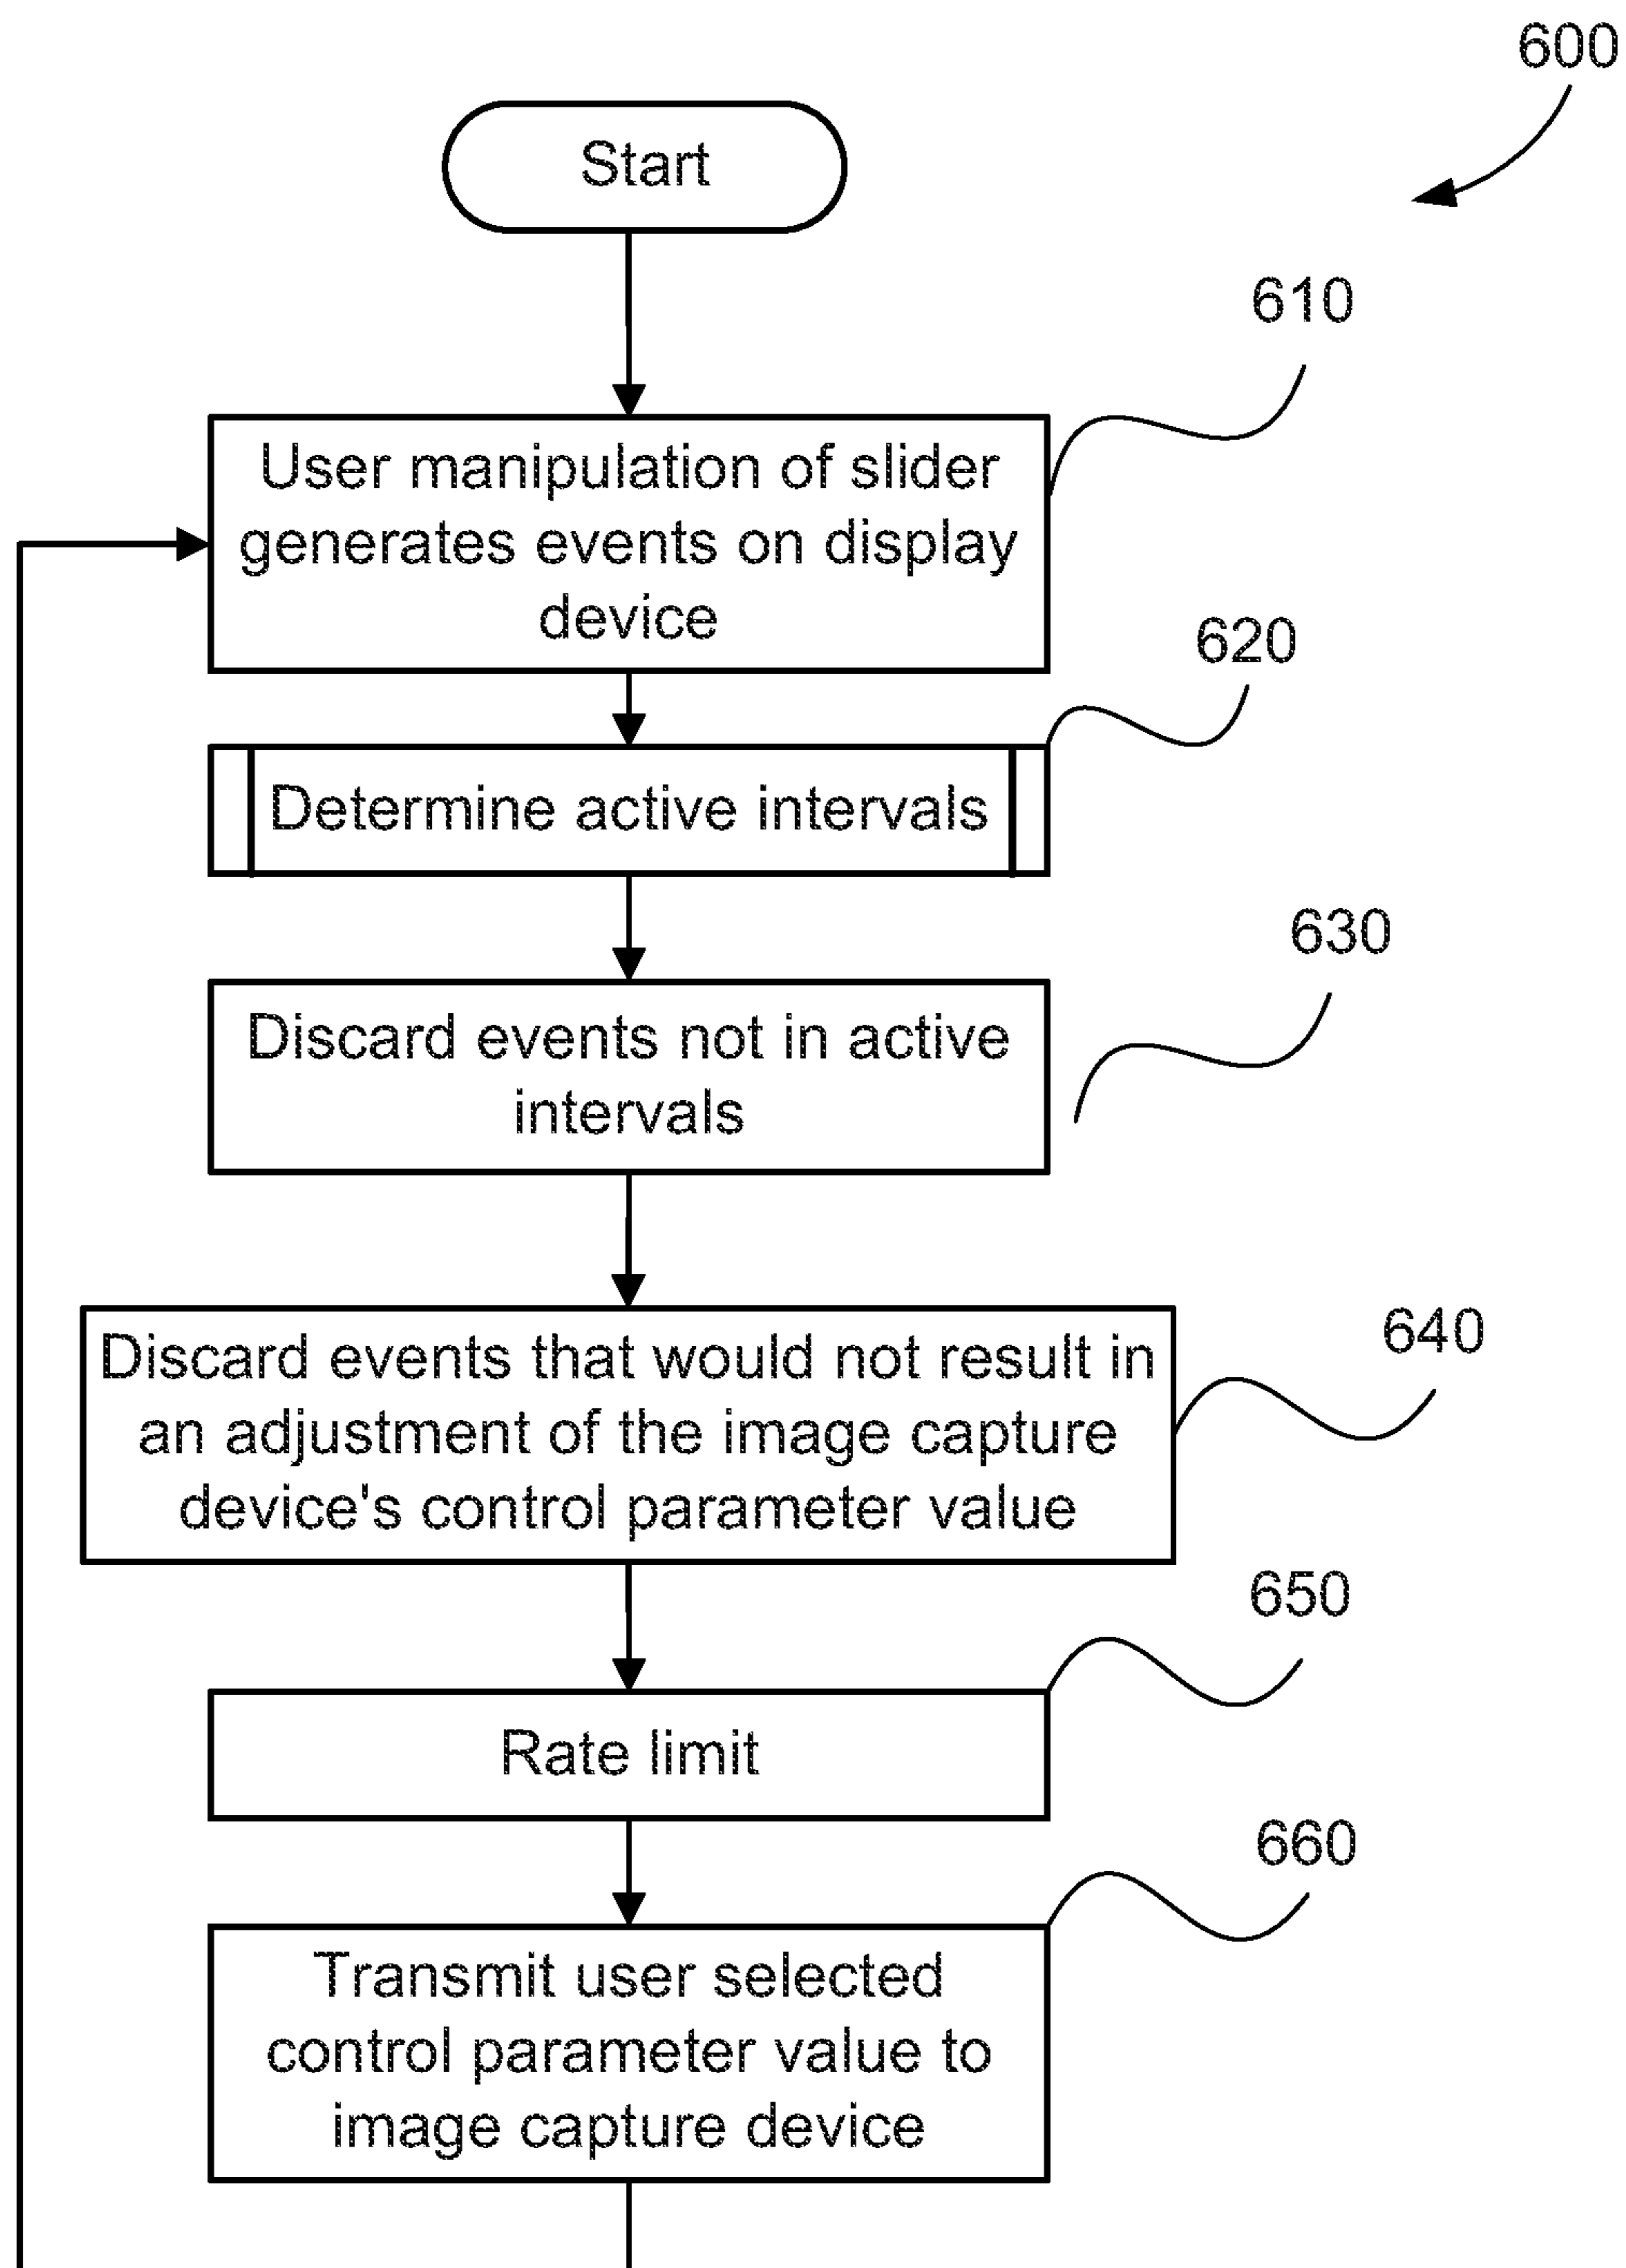 600
Start
610
User manipulation of slider
generates events on display
device
620
Determine active intervals
630
Discard events not in active
intervals
640
Discard events that would not result in
an adjustment of the image capture
device's control parameter value
650
Rate limit
660
Transmit user selected
control parameter value to
image capture device